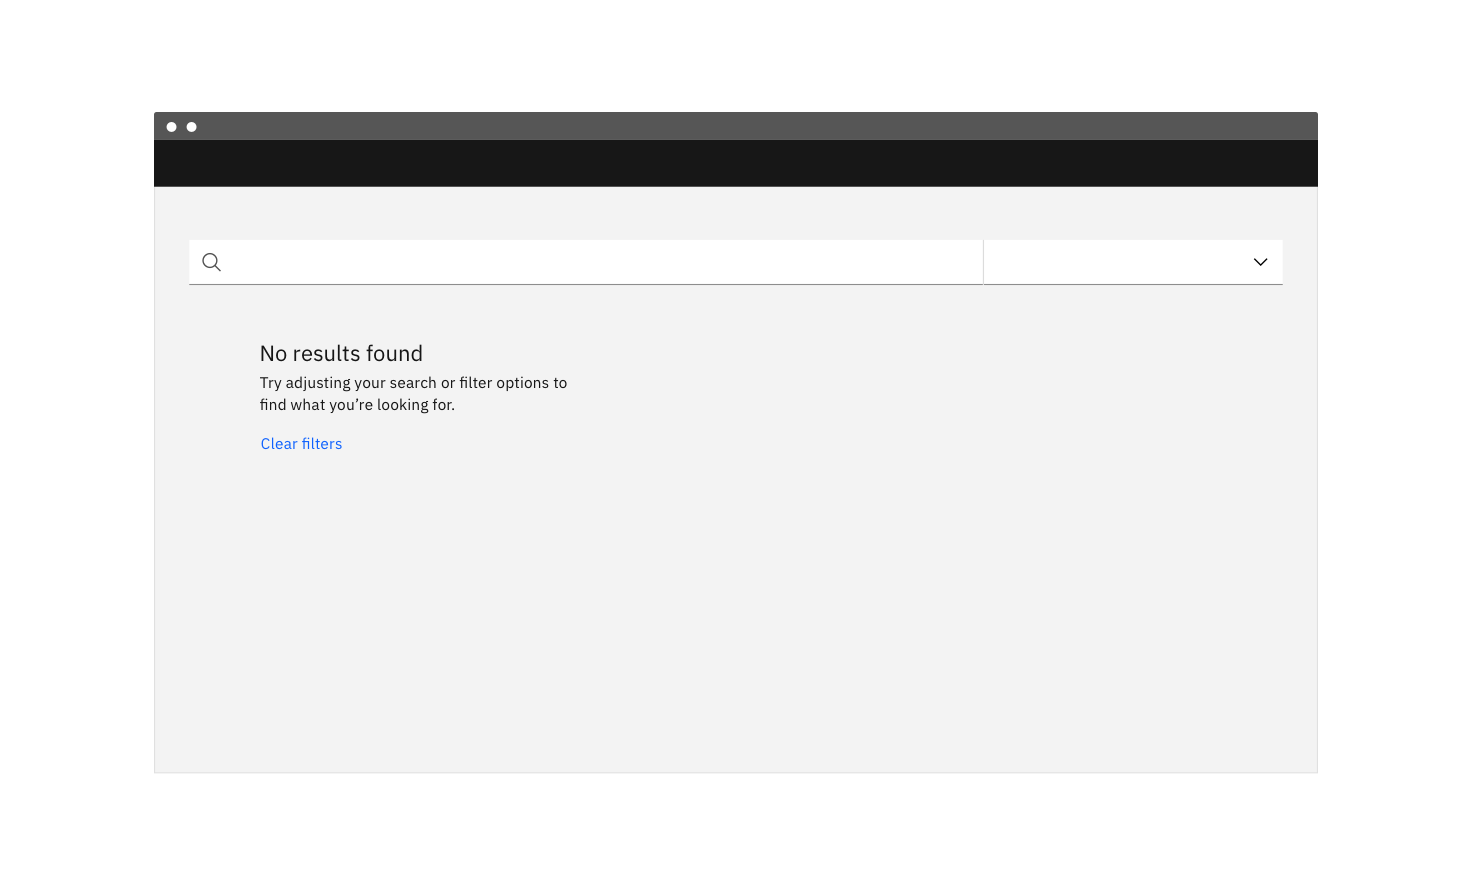 No results found
Try adjusting your search or filter options to
find what you’re looking for.
Clear filters